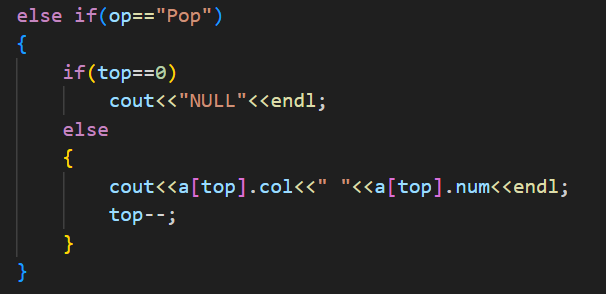 else if(op=="Pop")
{
if(top==0)
cout<<"NULL"<<endl;
else
{
cout<<a[top].col<<" "<<a[top].num<<endl;
top--;
}
}